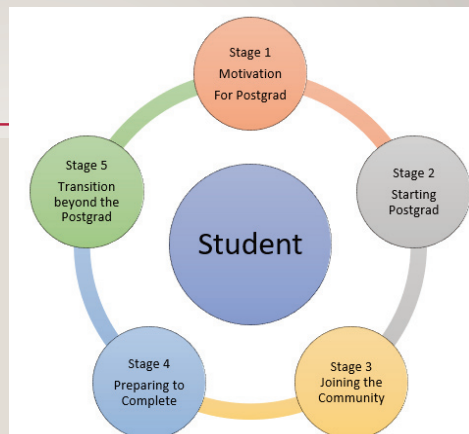 Stage 1
Motivation
For Postgrad
Stage 2
Starting
Postgrad
Stage 3
Joining the
Community
Stage 4
Preparing to
Complete
Stage 5
Transition
beyond the
Postgrad
Student